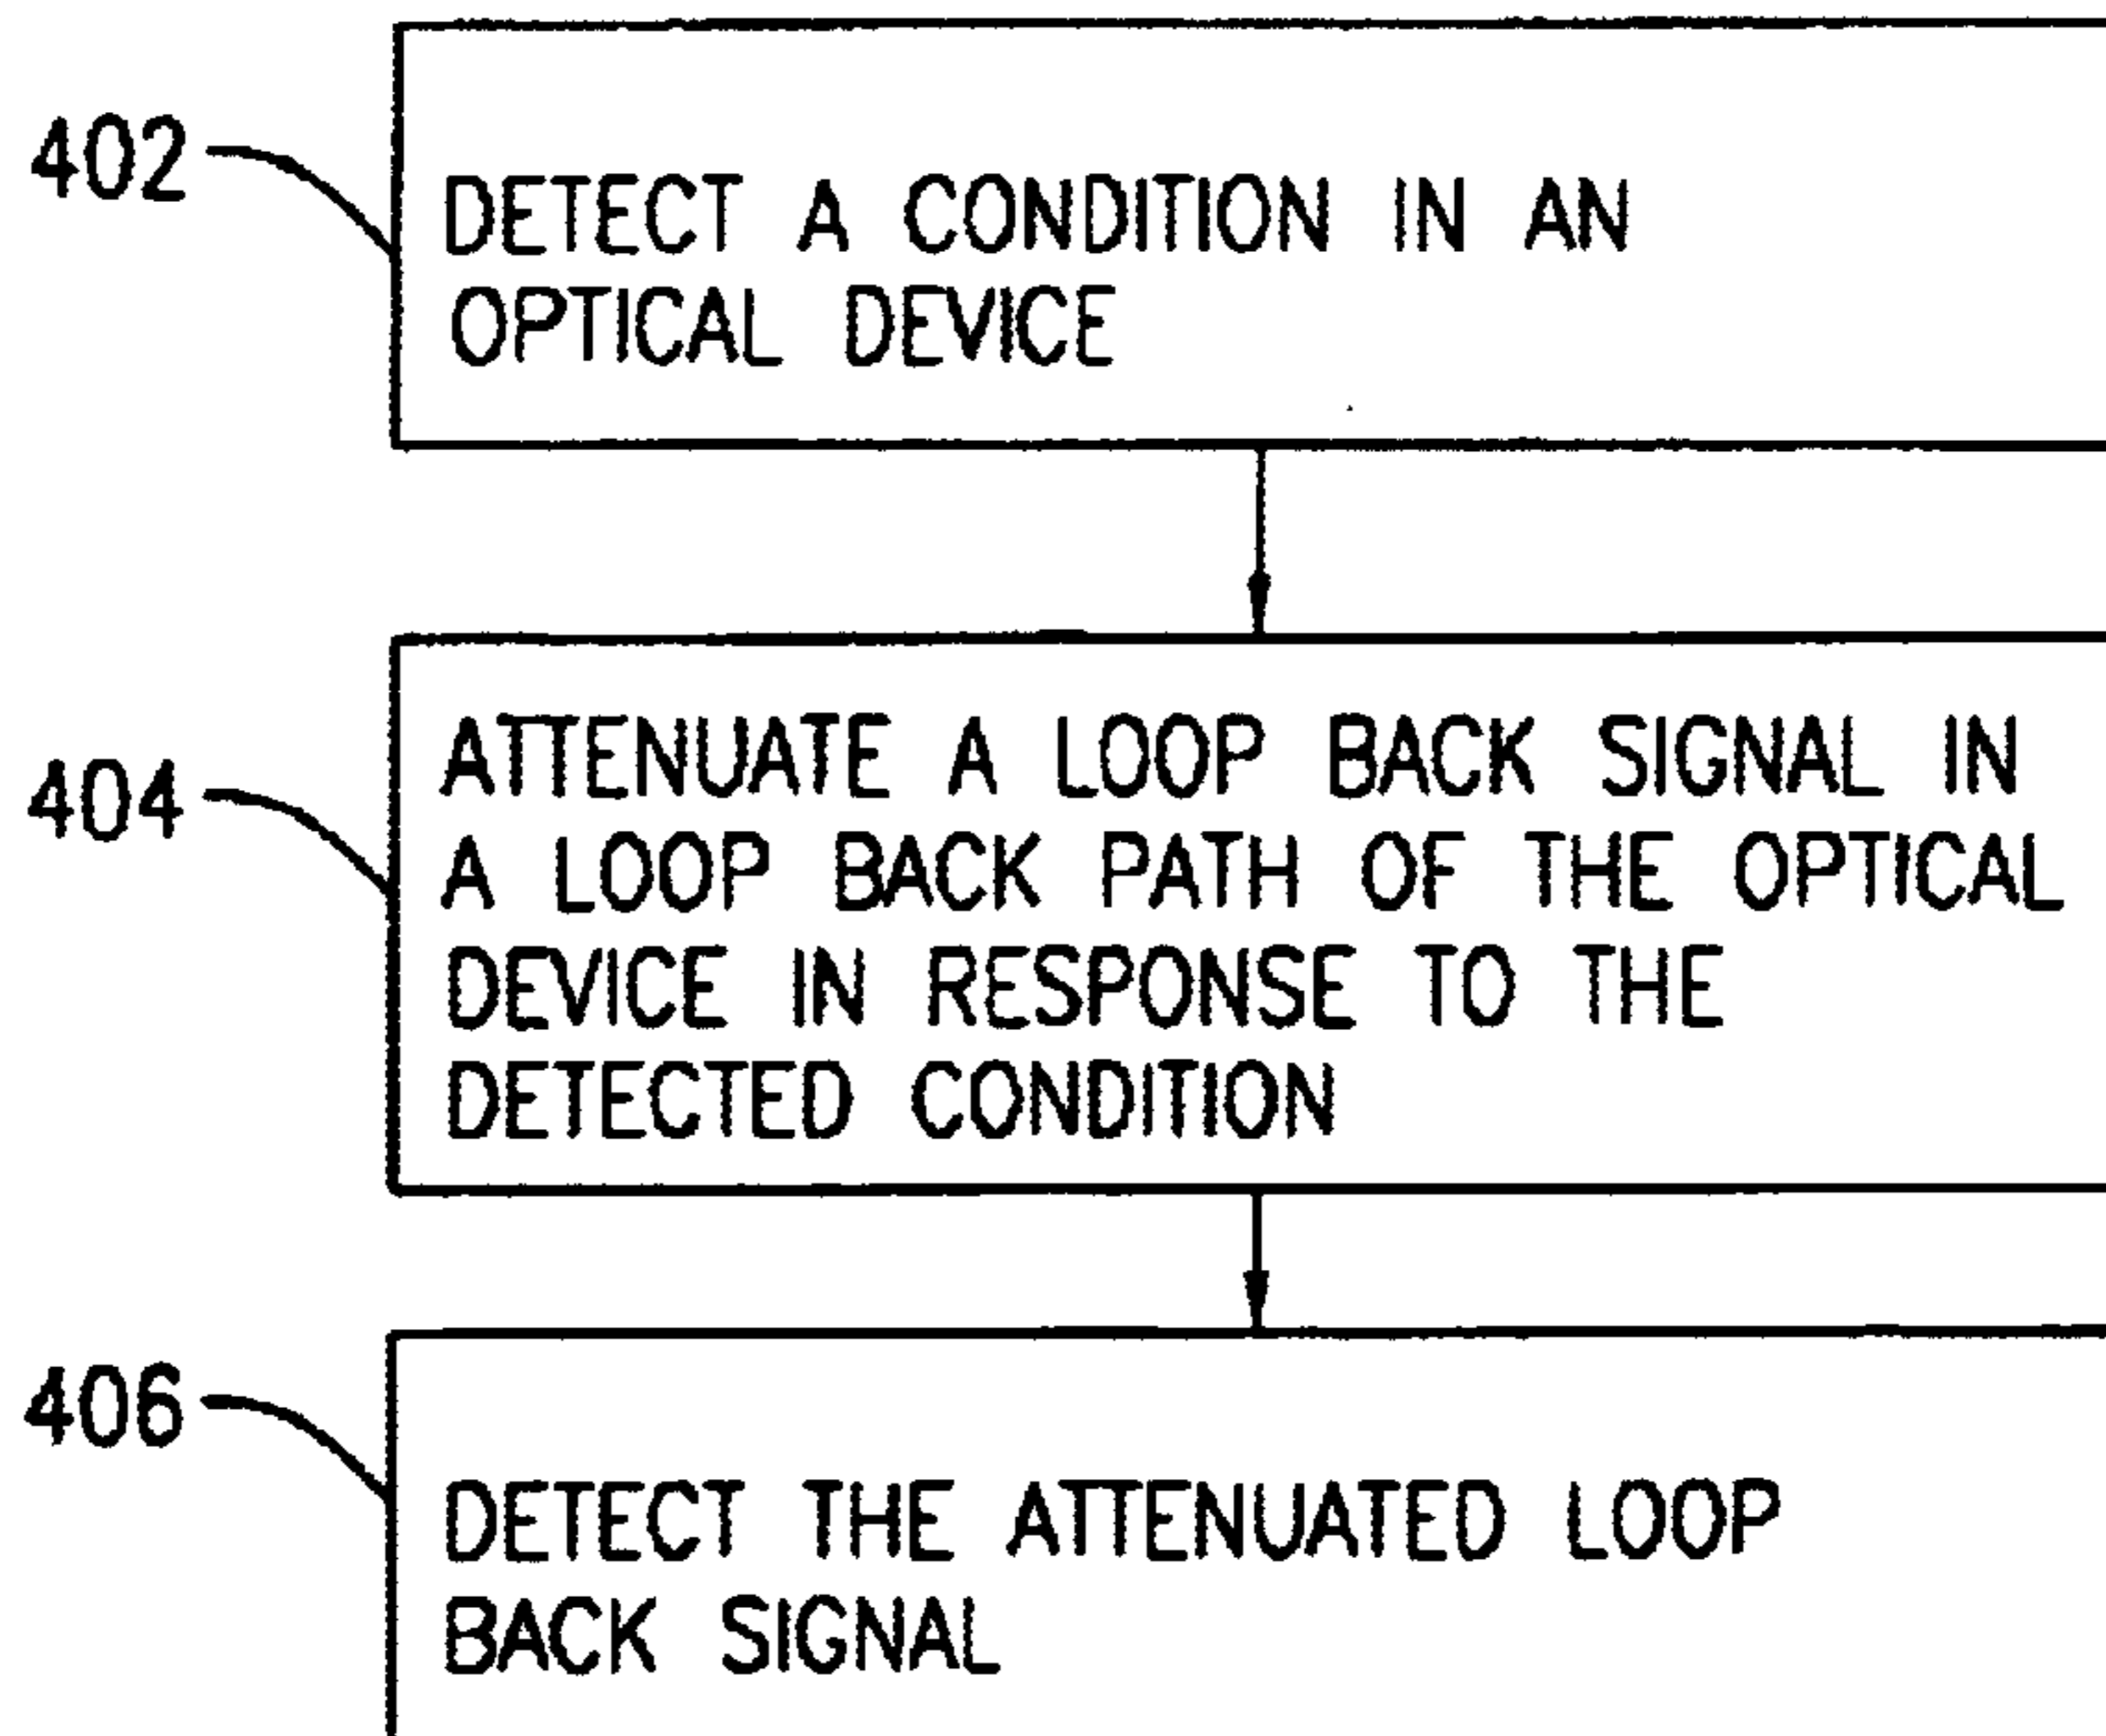 402
DETECT A CONDITION IN AN
OPTICAL DEVICE
404
ATTENUATE A LOOP BACK SIGNAL IN
A LOOP BACK PATH OF THE OPTICAL
DEVICE IN RESPONSE TO THE
DETECTED CONDITION
406
DETECT THE ATTENUATED LOOP
BACK SIGNAL